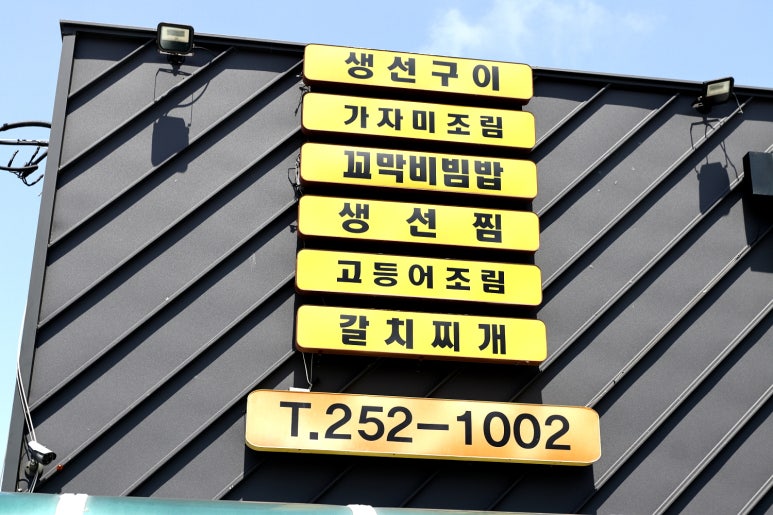 생선구이
가자미조림
꼬막비빔밥
생선찜
고등어조림
갈치찌개
T.252-1002